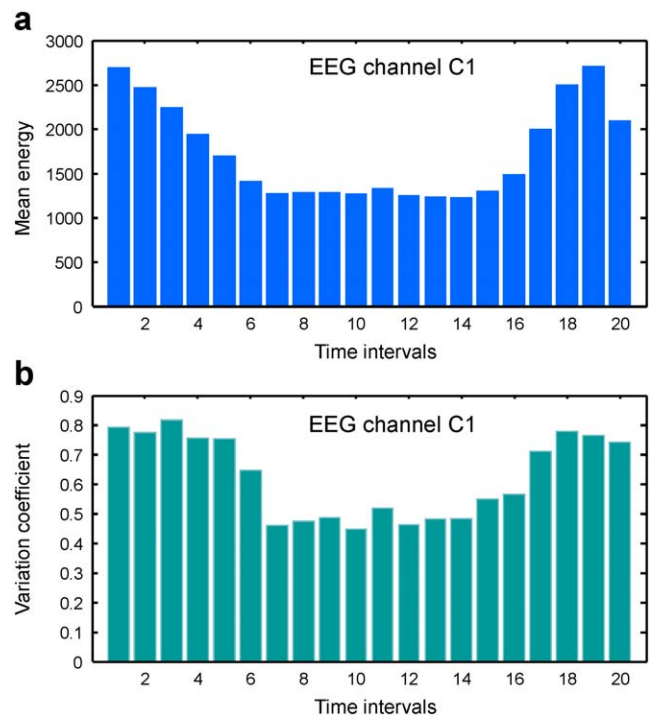 a
3000
EEG channel C1
2500
2000
1500
1000
500
0
Mean energy
2 4 6 8 10 12 14 16 18 20
Time intervals
b
0.9
EEG channel C1
0.8
0.7
0.6
0.5
0.4
0.3
0.2
0.1
0
Variation coefficient
2 4 6 8 10 12 14 16 18 20
Time intervals